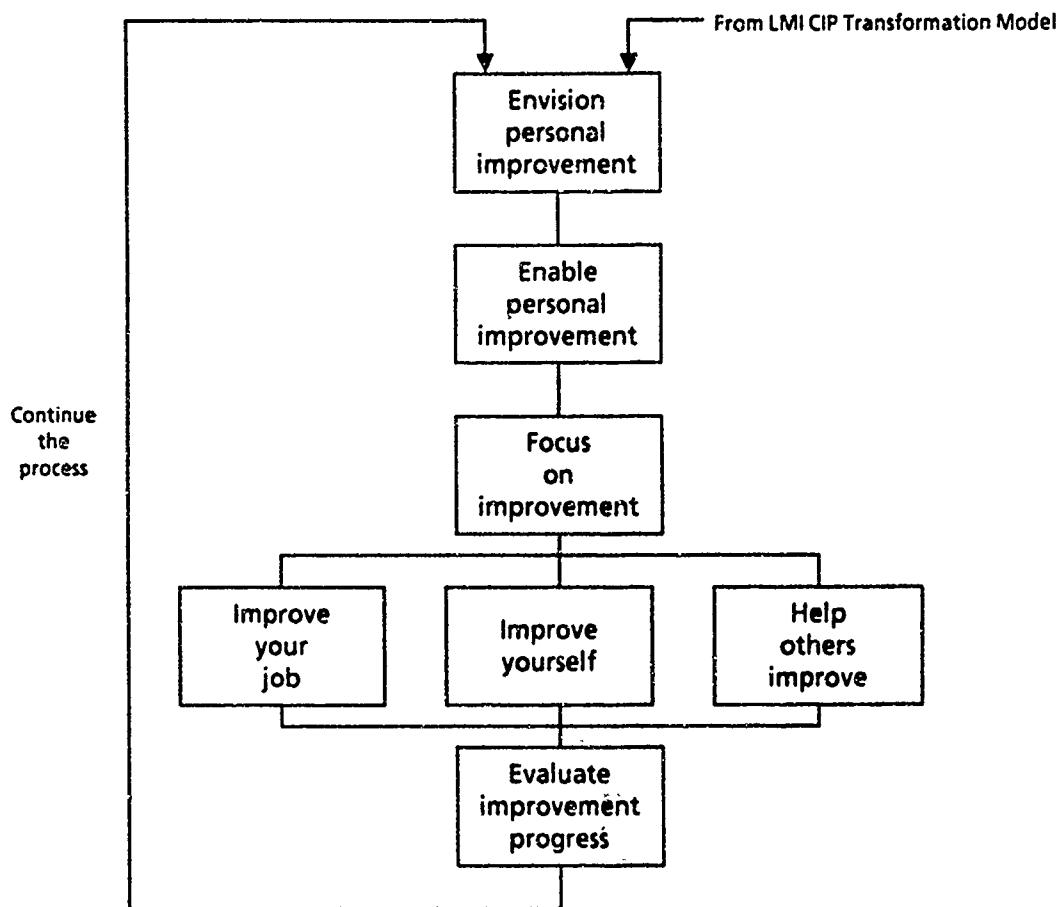 From LMI CIP Transformation Model
Envision
personal
improvement
Enable
personal
improvement
Continue
the
process
Focus
on
improvement
Improve
your
job
Improve
yourself
Help
others
improve
Evaluate
improvement
progress